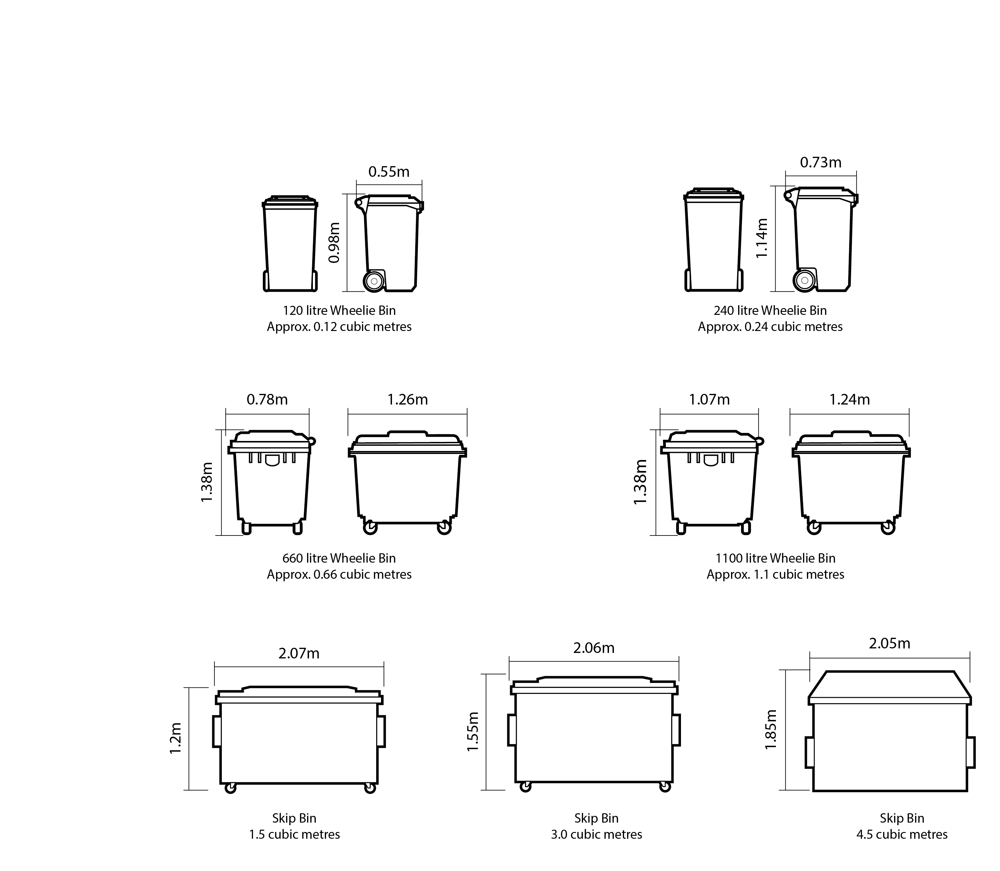 0.55m
0.98m
120 litre Wheelie Bin
Approx. 0.12 cubic metres
0.73m
1.14m
240 litre Wheelie Bin
Approx. 0.24 cubic metres
0.78m
1.26m
1.38m
660 litre Wheelie Bin
Approx. 0.66 cubic metres
1.07m
1.24m
1.38m
1100 litre Wheelie Bin
Approx. 1.1 cubic metres
2.07m
1.2m
Skip Bin
1.5 cubic metres
2.06m
1.55m
Skip Bin
3.0 cubic metres
2.05m
1.85m
Skip Bin
4.5 cubic metres